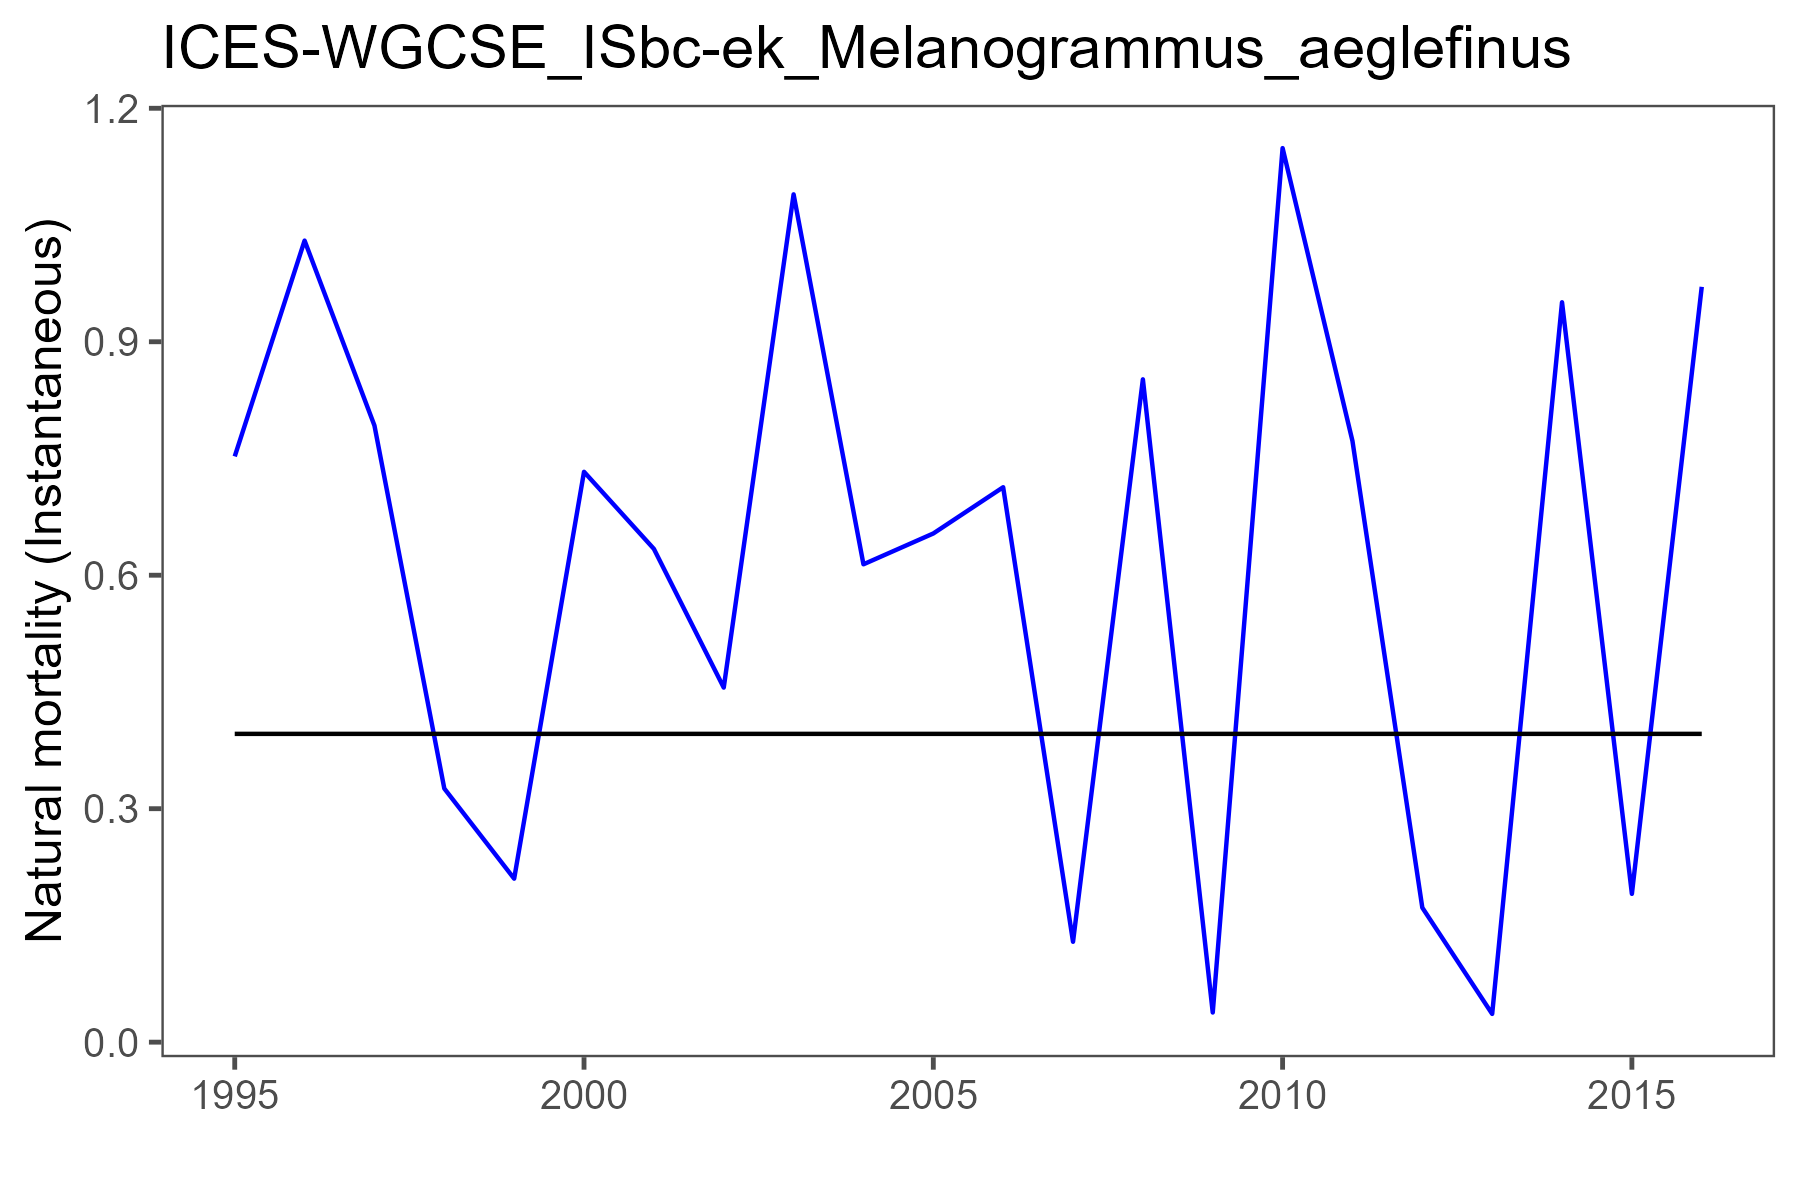 ICES-WGCSE_ISbc-ek_Melanogrammus_aeglefinus
Natural mortality (Instantaneous)
1.2
0.9
0.6
0.3
0.0
1995 2000 2005 2010 2015